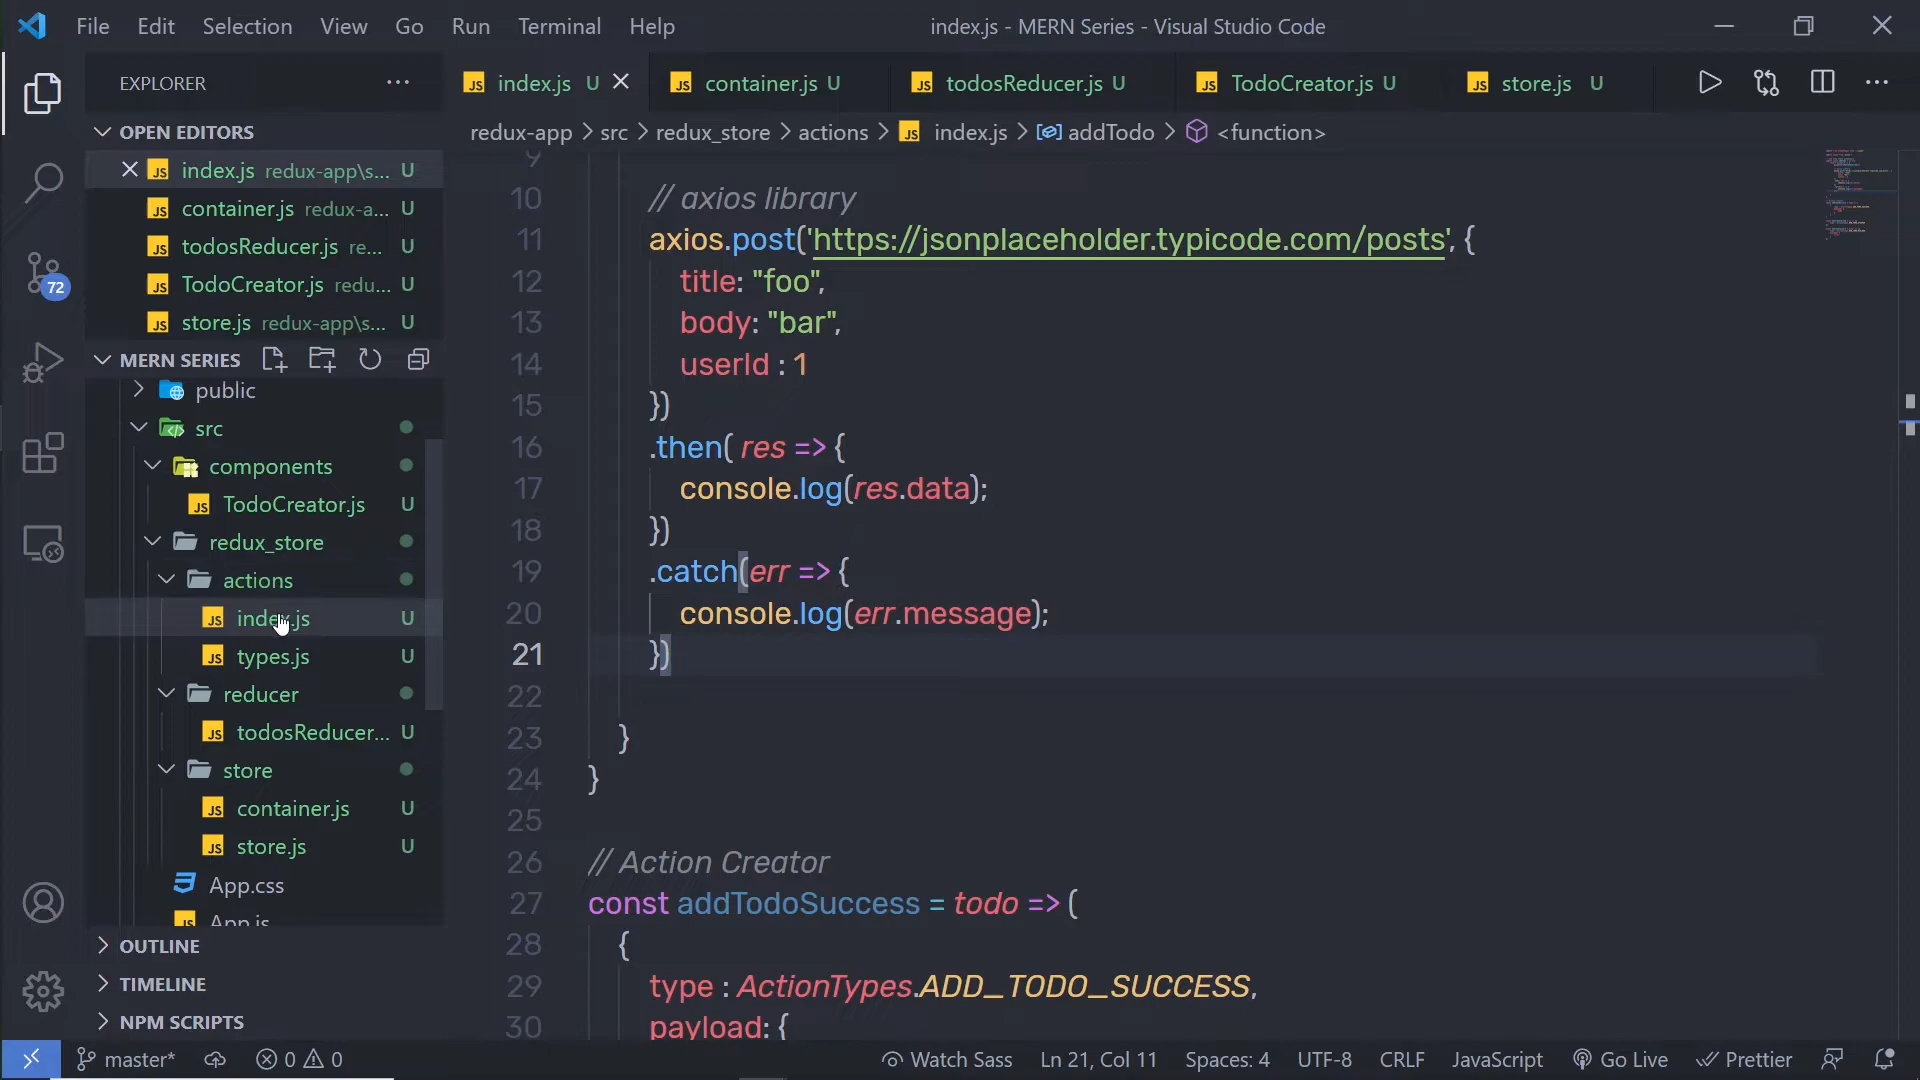 File Edit Selection View Go Run Terminal Help
index.js - MERN Series - Visual Studio Code
EXPLORER
index.js U
container.js U
todosReducer.js U
TodoCreator.js U
store.js U
redux-app > src > redux_store > actions > index.js > addTodo > <function>
OPEN EDITORS
index.js redux-app\s... U
container.js redux-a... U
todosReducer.js re... U
TodoCreator.js redu... U
store.js redux-app\s... U
72
MERN SERIES
public
src
components
TodoCreator.js U
redux_store
actions
index.js U
types.js U
reducer
todosReducer... U
store
container.js U
store.js U
App.css
App.js
OUTLINE
TIMELINE
NPM SCRIPTS
9
10 // axios library
11 axios.post('https://jsonplaceholder.typicode.com/posts', {
12 title: "foo",
13 body: "bar",
14 userId : 1
15 })
16 .then( res => {
17 console.log(res.data);
18 })
19 .catch(err => {
20 console.log(err.message);
21 })
22
23 }
24 }
25
26 // Action Creator
27 const addTodoSuccess = todo => (
28 {
29 type : ActionTypes.ADD_TODO_SUCCESS,
30 payload: {
master* 0 0 Watch Sass Ln 21, Col 11 Spaces: 4 UTF-8 CRLF JavaScript Go Live Prettier